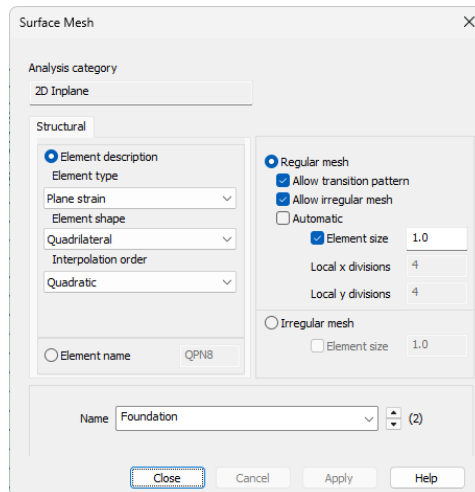 Surface Mesh
Analysis category
2D Inplane
Structural
Element description
Element type
Plane strain
Element shape
Quadrilateral
Interpolation order
Quadratic
Element name QPN8
Regular mesh
Allow transition pattern
Allow irregular mesh
Automatic
Element size 1.0
Local x divisions 4
Local y divisions 4
Irregular mesh
Element size 1.0
Name Foundation (2)
Close Cancel Apply Help